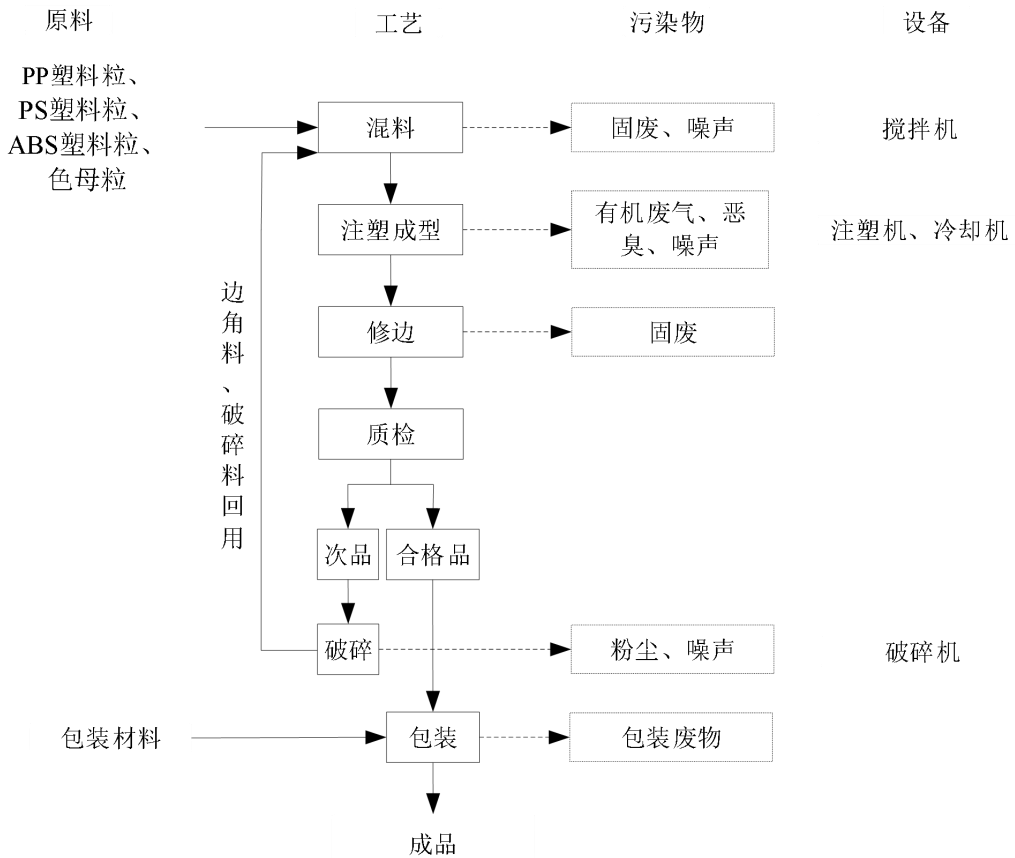 原料
工艺
污染物
设备
PP塑料粒、
PS塑料粒、
ABS塑料粒、
色母粒
混料
固废、噪声
搅拌机
注塑成型
有机废气、恶
臭、噪声
注塑机、冷却机
边角料、破碎料回用
修边
固废
质检
次品
合格品
破碎
粉尘、噪声
破碎机
包装材料
包装
包装废物
成品